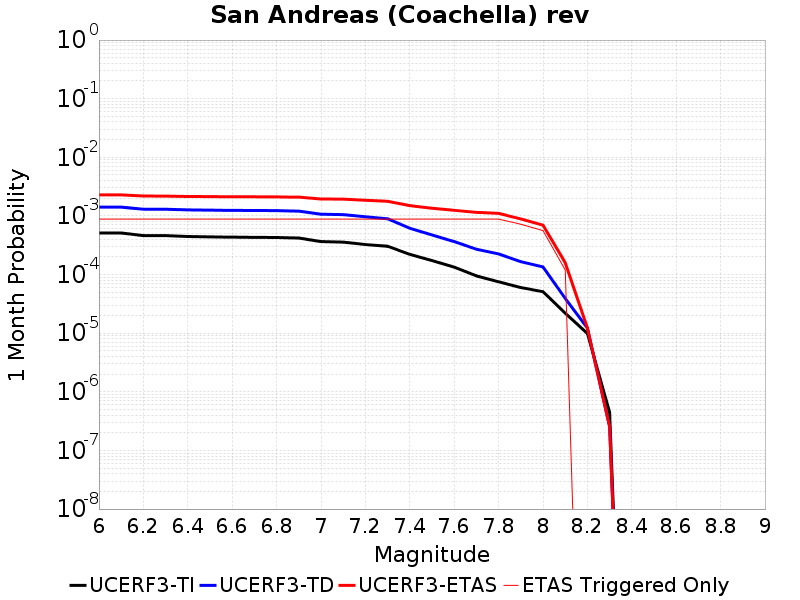 San Andreas (Coachella) rev
1 Month Probability
10^0
10^-1
10^-2
10^-3
10^-4
10^-5
10^-6
10^-7
10^-8
6 6.2 6.4 6.6 6.8 7 7.2 7.4 7.6 7.8 8 8.2 8.4 8.6 8.8 9
Magnitude
UCERF3-TI UCERF3-TD UCERF3-ETAS ETAS Triggered Only